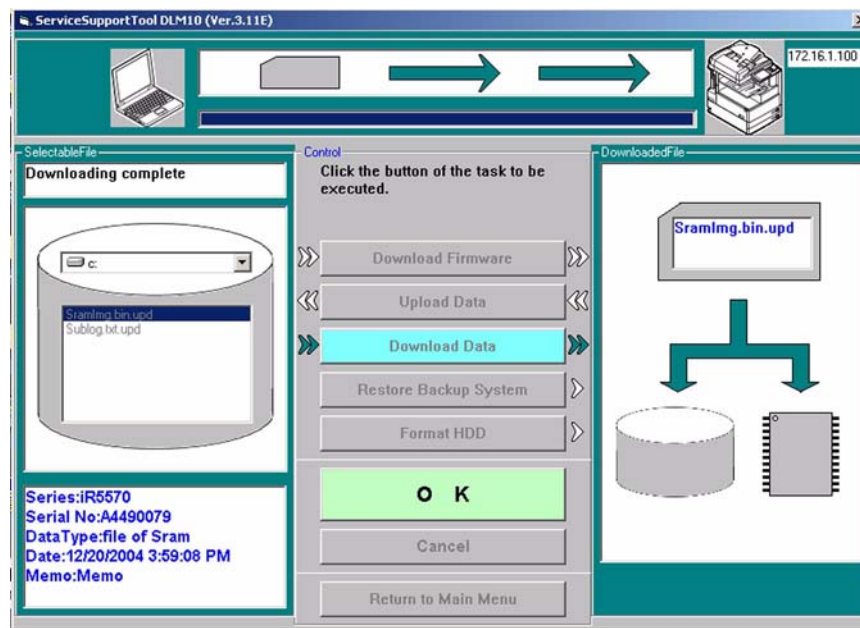 ServiceSupportTool DLM10 (Ver.3.11E)
172.16.1.100
SelectableFile
Downloading complete
c:
SramImg.bin.upd
Sublog.txt.upd
Series:iR5570
Serial No:A4490079
DataType:file of Sram
Date:12/20/2004 3:59:08 PM
Memo:Memo
Control
Click the button of the task to be
executed.
Download Firmware
Upload Data
Download Data
Restore Backup System
Format HDD
O K
Cancel
Return to Main Menu
DownloadedFile
SramImg.bin.upd